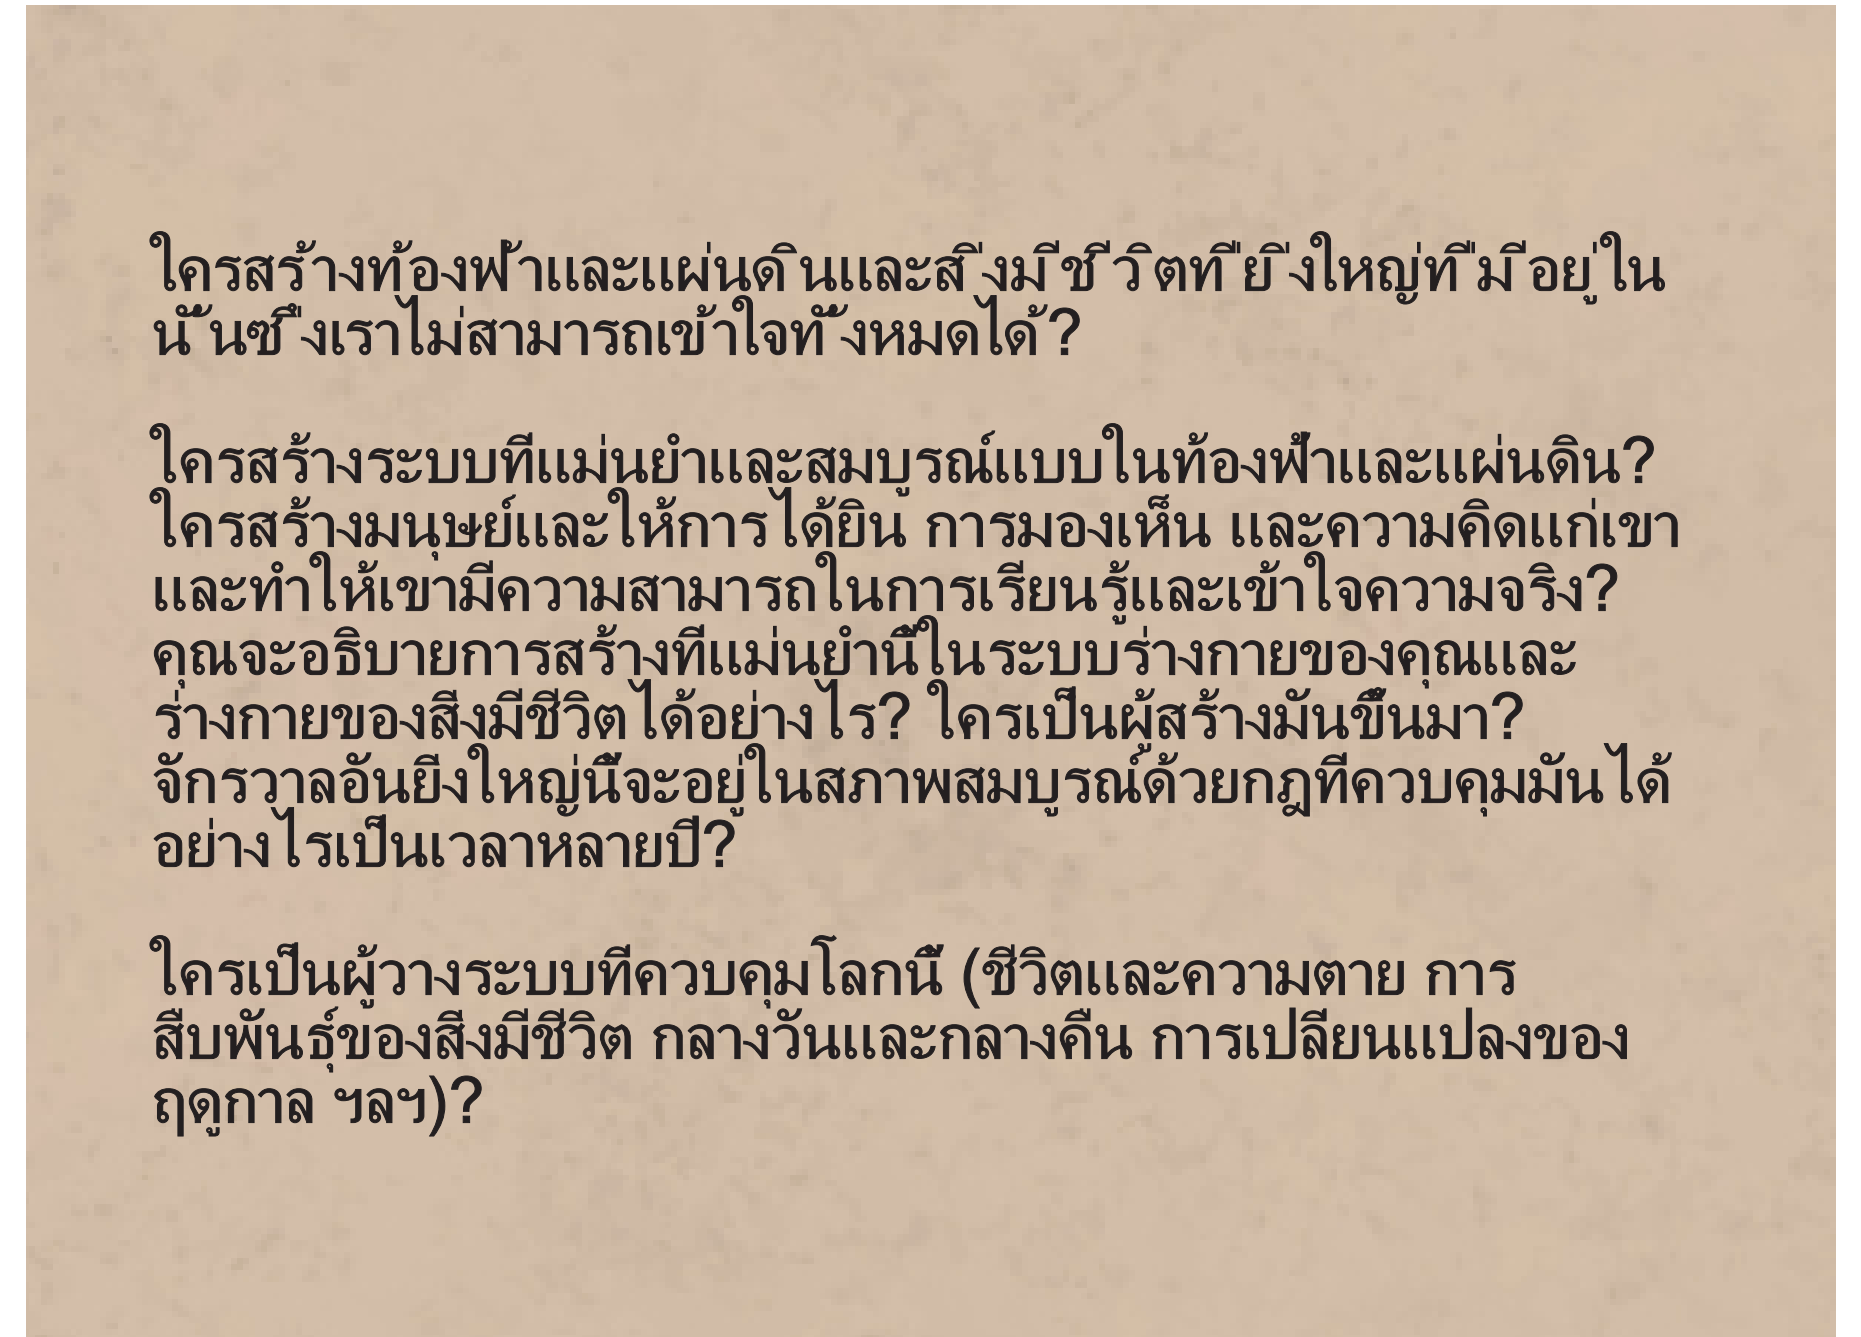 ใครสร้างท้องฟ้าและแผ่นดินและสิ่งมีชีวิตที่ยิ่งใหญ่ที่มีอยู่ใน
นั้นซึ่งเราไม่สามารถเข้าใจทั้งหมดได้?
ใครสร้างระบบที่แม่นยำและสมบูรณ์แบบในท้องฟ้าและแผ่นดิน?
ใครสร้างมนุษย์และให้การได้ยิน การมองเห็น และความคิดแก่เขา
และทำให้เขามีความสามารถในการเรียนรู้และเข้าใจความจริง?
คุณจะอธิบายการสร้างที่แม่นยำนี้ในระบบร่างกายของคุณและ
ร่างกายของสิ่งมีชีวิตได้อย่างไร? ใครเป็นผู้สร้างมันขึ้นมา?
จักรวาลอันยิ่งใหญ่นี้จะอยู่ในสภาพสมบูรณ์ด้วยกฎที่ควบคุมมันได้
อย่างไรเป็นเวลาหลายปี?
ใครเป็นผู้วางระบบที่ควบคุมโลกนี้ (ชีวิตและความตาย การ
สืบพันธุ์ของสิ่งมีชีวิต กลางวันและกลางคืน การเปลี่ยนแปลงของ
ฤดูกาล ฯลฯ)?